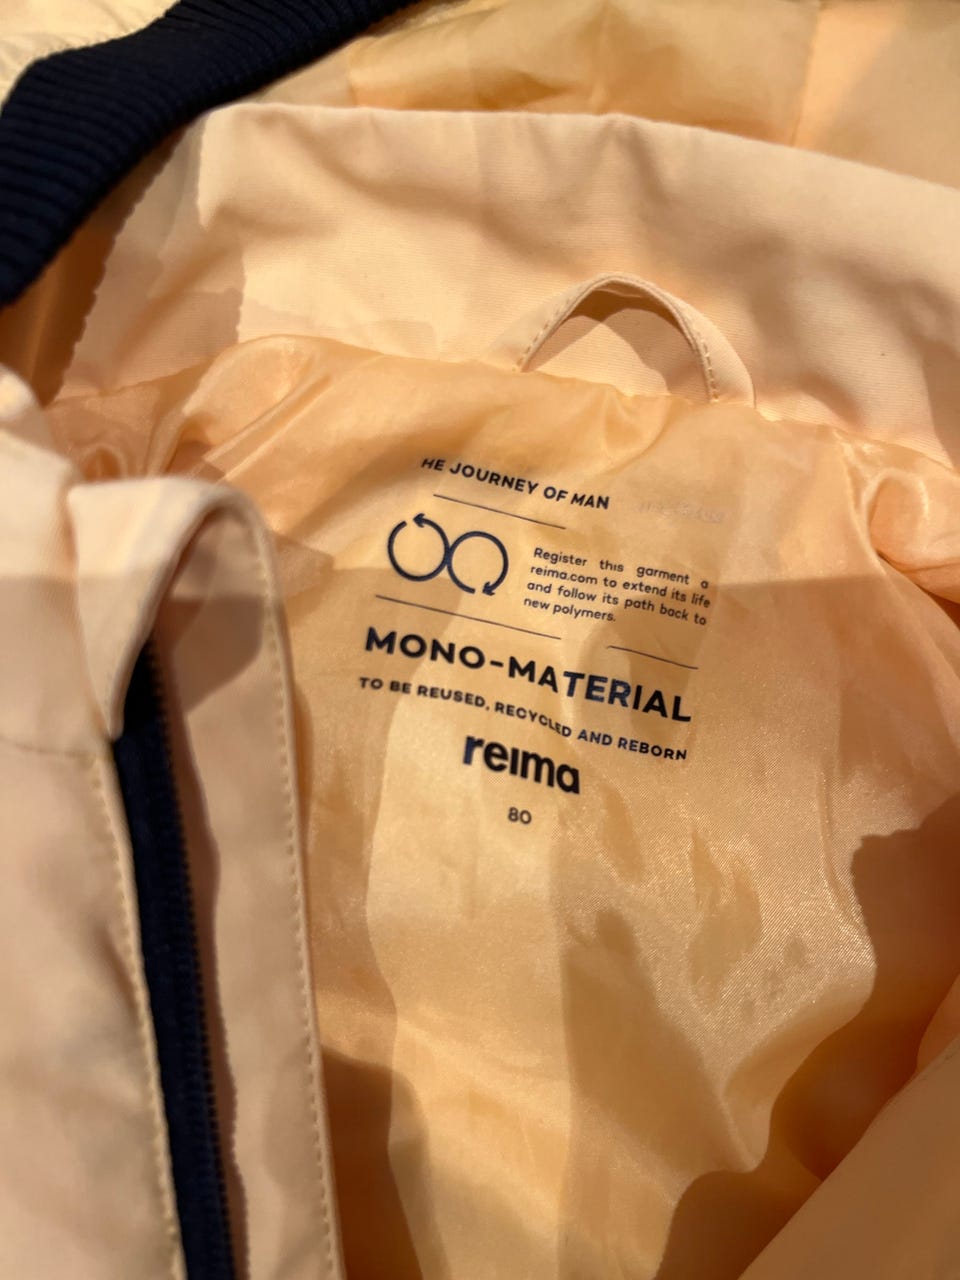 HE JOURNEY OF MAN
Register this garment a
reima.com to extend its life
and follow its path back to
new polymers.
MONO-MATERIAL
TO BE REUSED, RECYCLED AND REBORN
reima
80